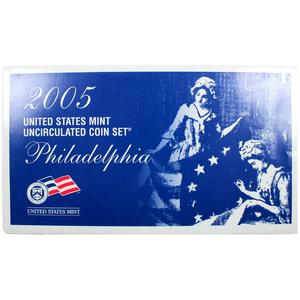 2005
UNITED STATES MINT
UNCIRCULATED COIN SET®
Philadelphia
UNITED STATES MINT